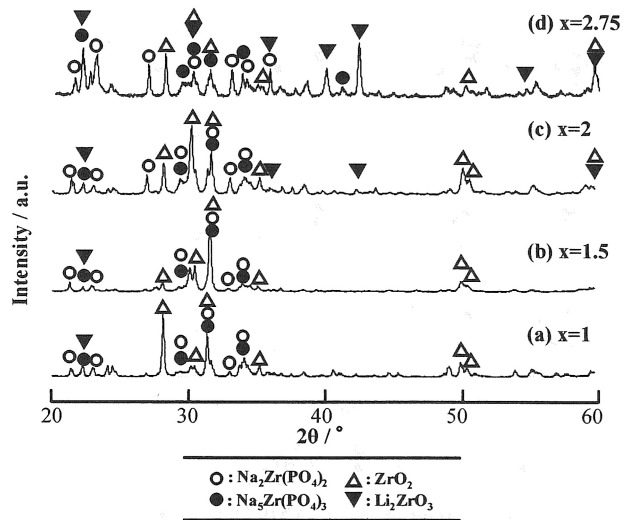 (d) x=2.75
(c) x=2
(b) x=1.5
(a) x=1
Intensity / a.u.
20 30 40 50 60
2θ / °
○ : Na₂Zr(PO₄)₂ △ : ZrO₂
● : Na₅Zr(PO₄)₃ ▼ : Li₂ZrO₃